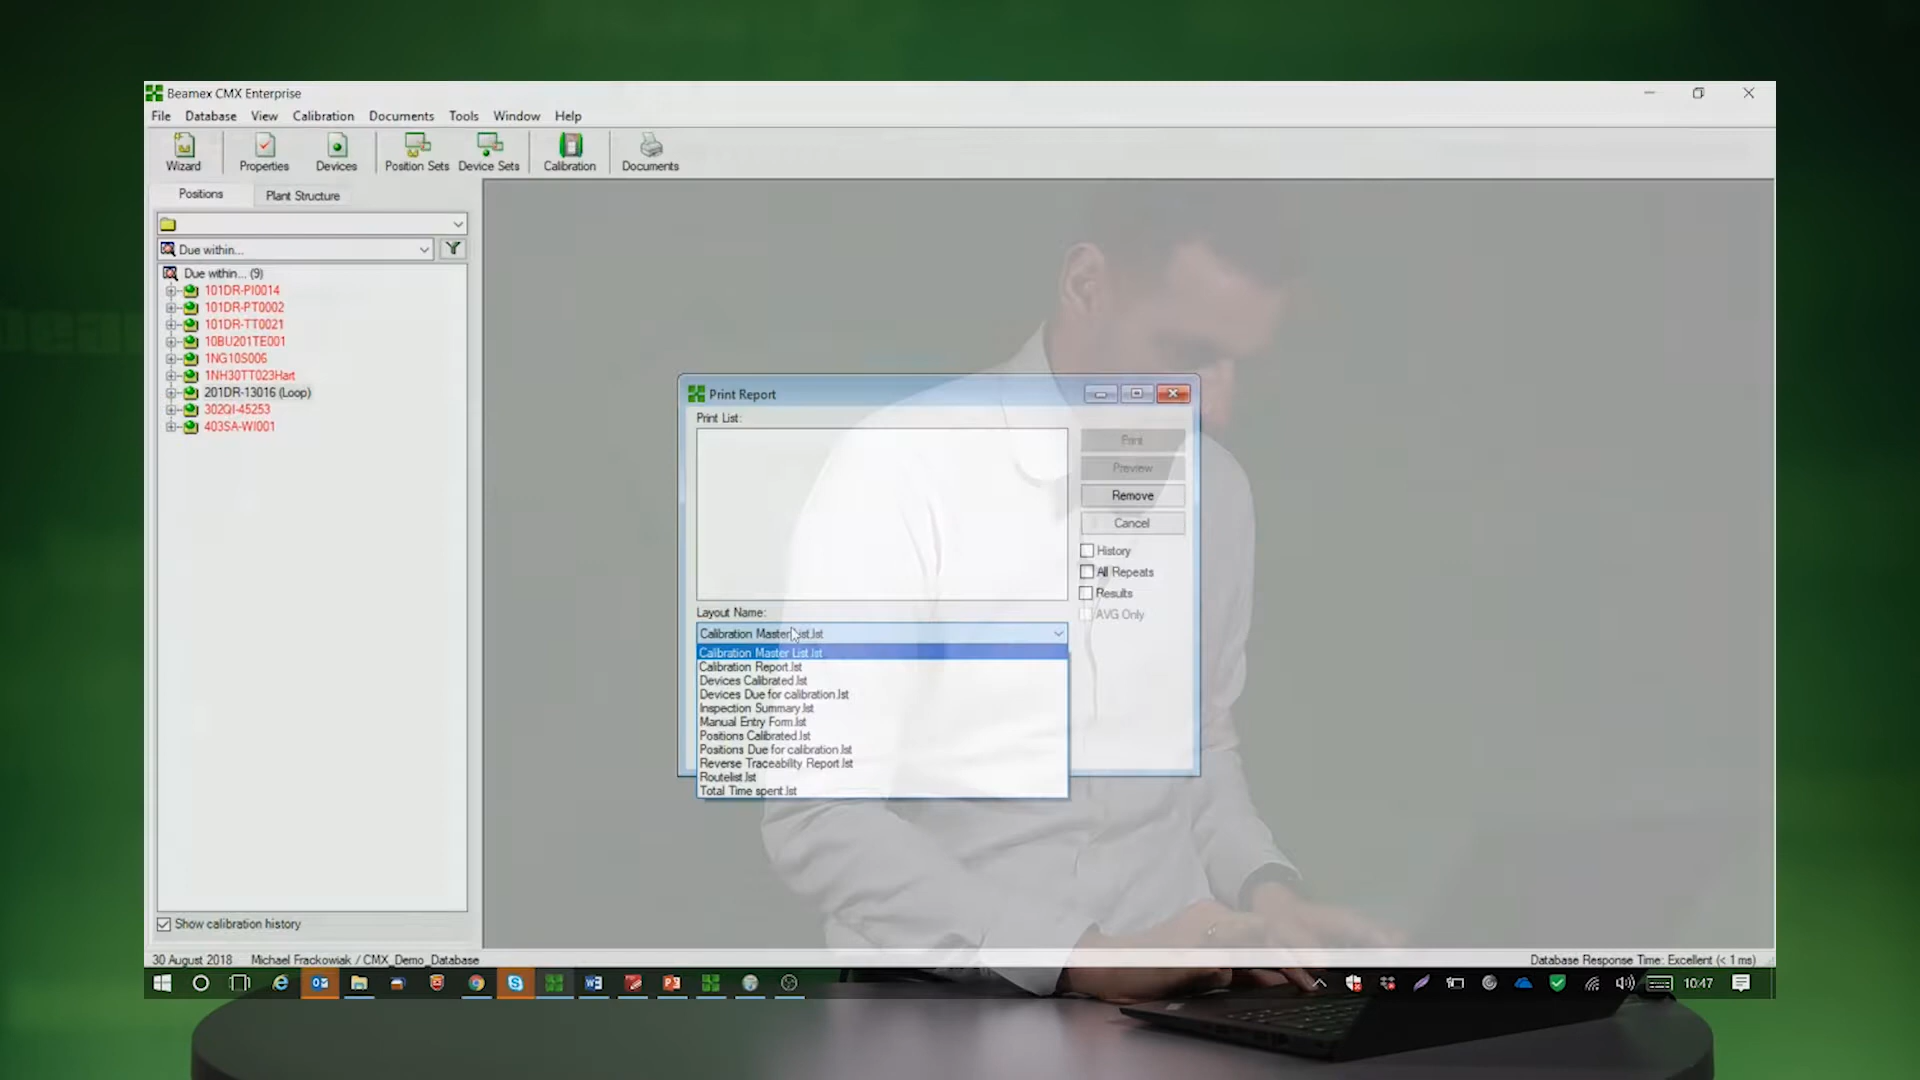 Beamex CMX Enterprise
File Database View Calibration Documents Tools Window Help
Wizard Properties Devices Position Sets Device Sets Calibration Documents
Positions Plant Structure
Due within...
Due within... (9)
101DR-PI0014
101DR-PT0002
101DR-TT0021
10BU201TE001
1NG10S006
1NH30TT023Hart
201DR-13016 (Loop)
302QI-45253
403SA-WI001
Show calibration history
Print Report
Print List:
Print
Preview
Remove
Cancel
History
All Repeats
Results
AVG Only
Layout Name:
Calibration Master List.lst
Calibration Master List.lst
Calibration Report.lst
Devices Calibrated.lst
Devices Due for calibration.lst
Inspection Summary.lst
Manual Entry Form.lst
Positions Calibrated.lst
Positions Due for calibration.lst
Reverse Traceability Report.lst
Routelist.lst
Total Time spent.lst
30 August 2018 Michael Frackowiak / CMX_Demo_Database
Database Response Time: Excellent (< 1 ms)
10:47